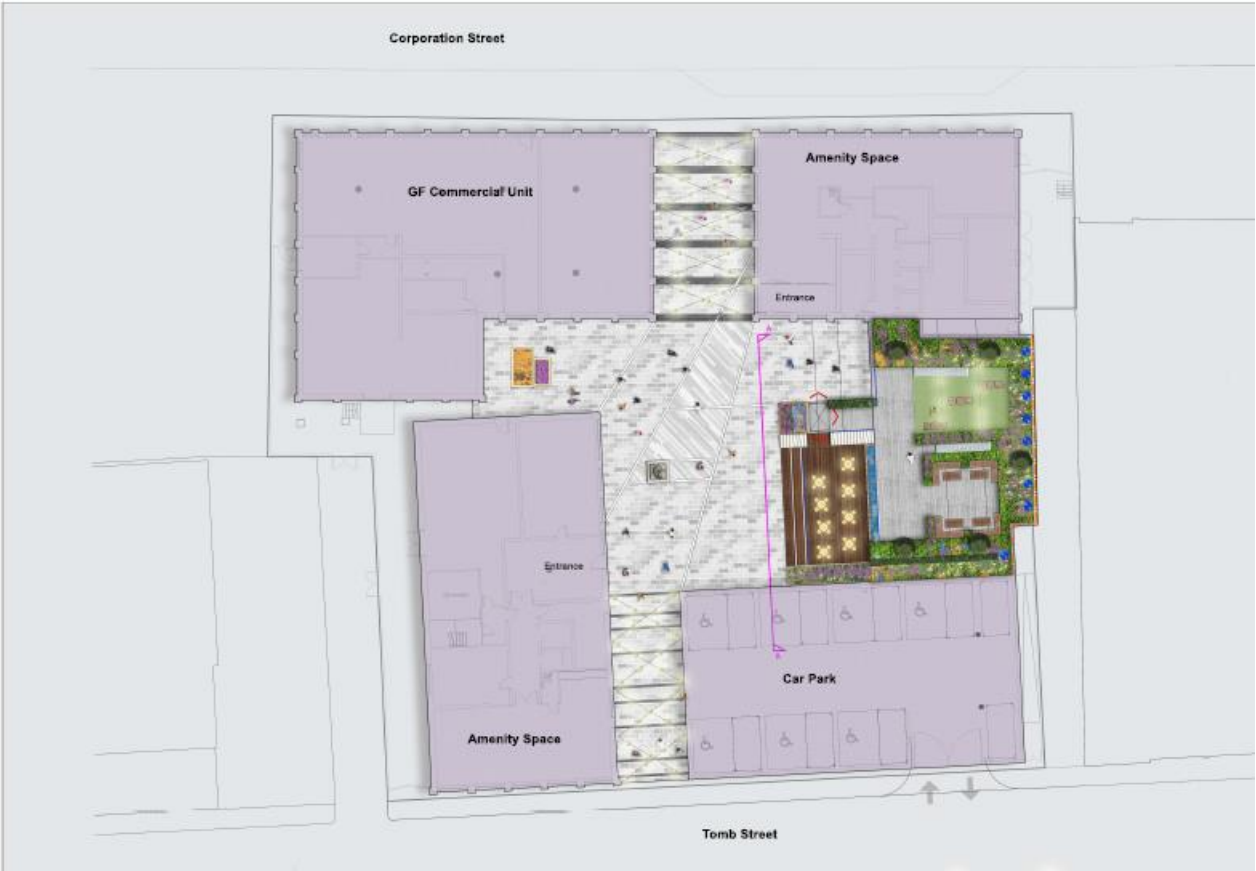 Corporation Street
Amenity Space
GF Commercial Unit
Entrance
Entrance
Car Park
Amenity Space
Tomb Street